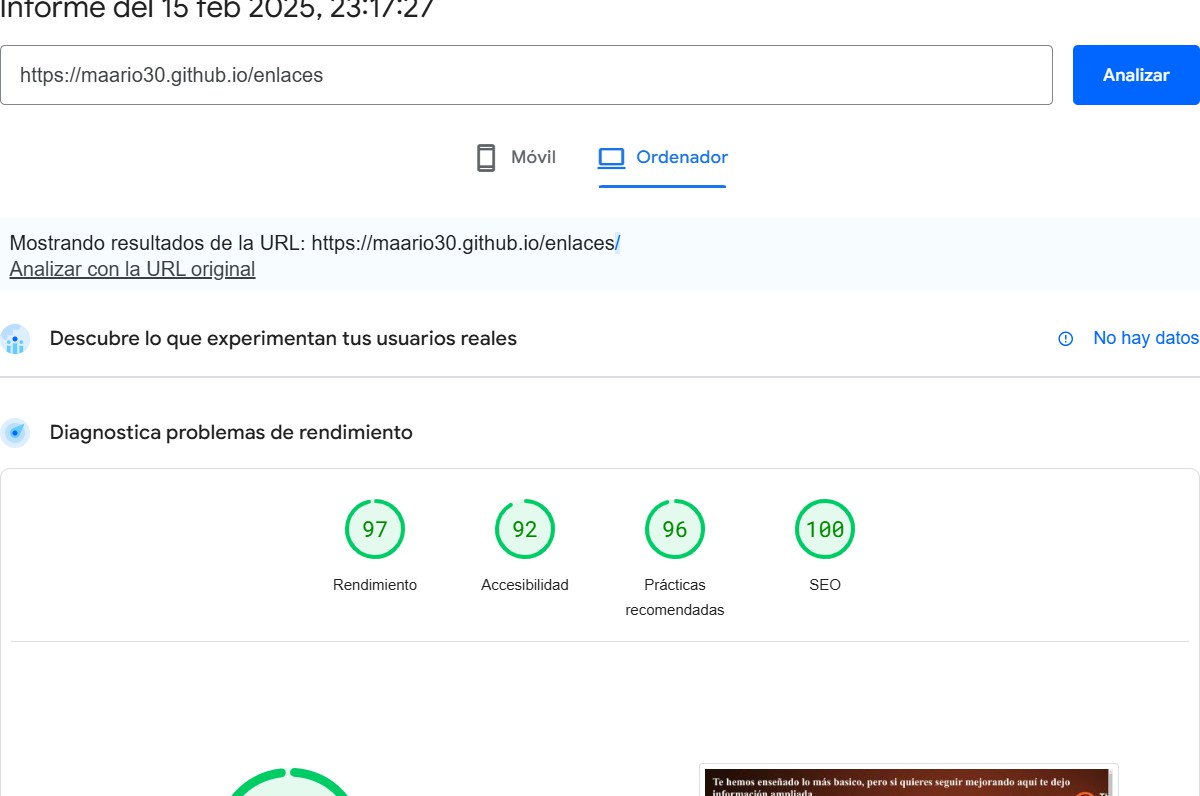 Informe del 15 feb 2025, 23:17:27
https://maario30.github.io/enlaces
Analizar
Móvil
Ordenador
Mostrando resultados de la URL: https://maario30.github.io/enlaces/
Analizar con la URL original
Descubre lo que experimentan tus usuarios reales
No hay datos
Diagnostica problemas de rendimiento
97
92
96
100
Rendimiento
Accesibilidad
Prácticas
recomendadas
SEO
Te hemos enseñado lo más basico, pero si quieres seguir mejorando aquí te dejo
información ampliada